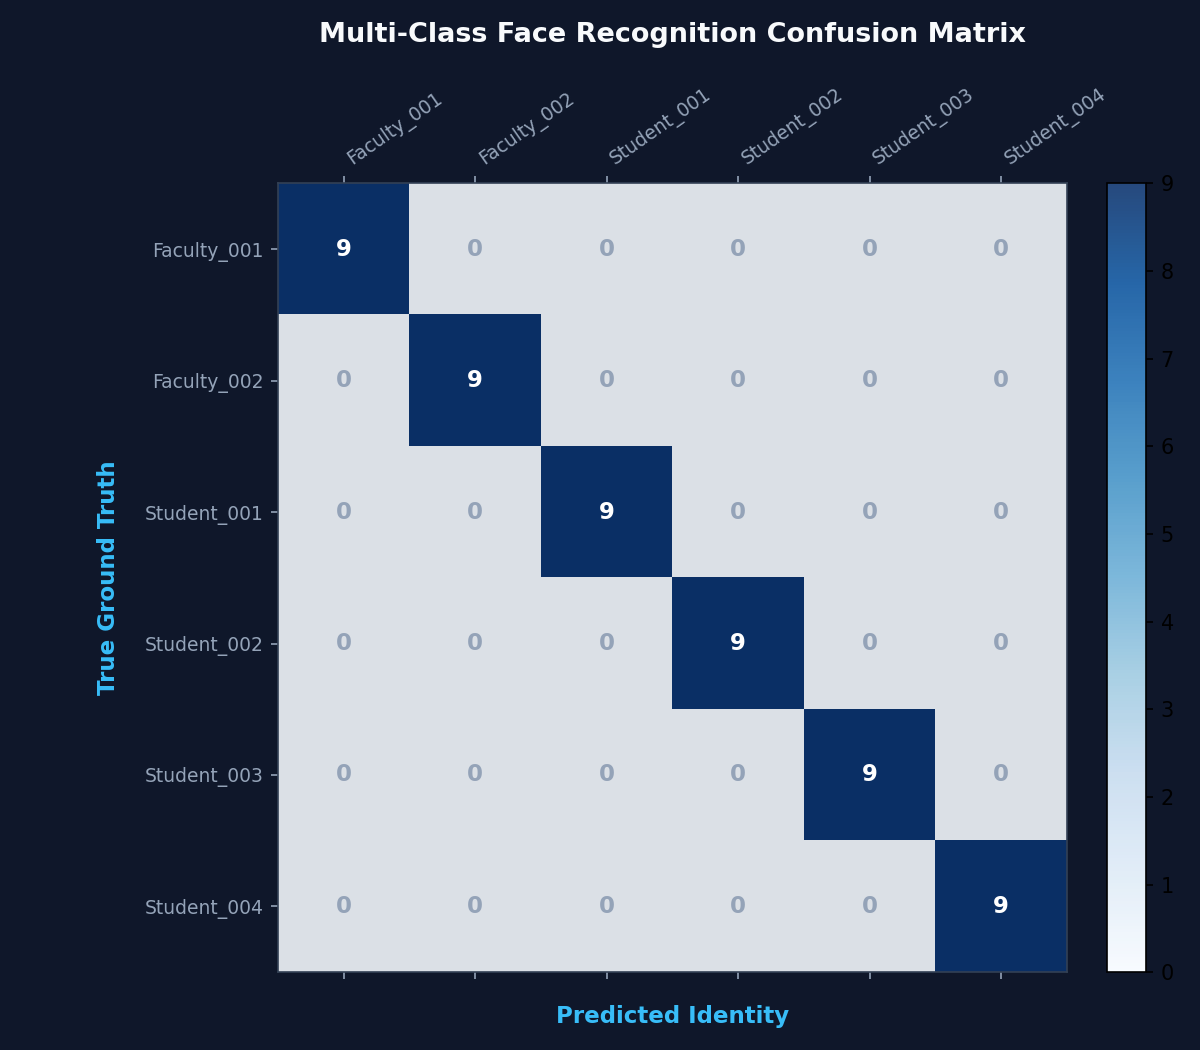 Multi-Class Face Recognition Confusion Matrix
Faculty_001 Faculty_002 Student_001 Student_002 Student_003 Student_004
Faculty_001 9 0 0 0 0 0
Faculty_002 0 9 0 0 0 0
Student_001 0 0 9 0 0 0
Student_002 0 0 0 9 0 0
Student_003 0 0 0 0 9 0
Student_004 0 0 0 0 0 9
True Ground Truth
Predicted Identity
9
8
7
6
5
4
3
2
1
0